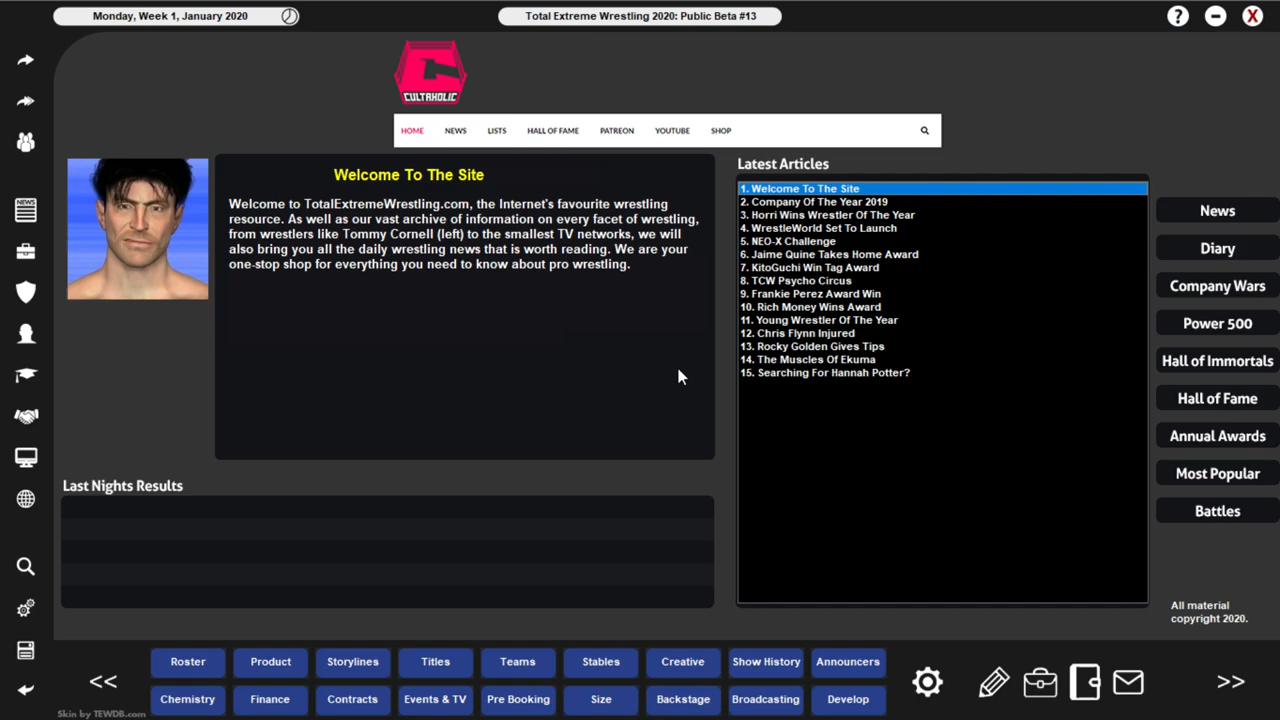 Monday, Week 1, January 2020
Total Extreme Wrestling 2020: Public Beta #13
?
X
CULTAHOLIC
HOME NEWS LISTS HALL OF FAME PATREON YOUTUBE SHOP
Welcome To The Site
Welcome to TotalExtremeWrestling.com, the Internet's favourite wrestling
resource. As well as our vast archive of information on every facet of wrestling,
from wrestlers like Tommy Cornell (left) to the smallest TV networks, we will
also bring you all the daily wrestling news that is worth reading. We are your
one-stop shop for everything you need to know about pro wrestling.
Latest Articles
1. Welcome To The Site
2. Company Of The Year 2019
3. Horri Wins Wrestler Of The Year
4. WrestleWorld Set To Launch
5. NEO-X Challenge
6. Jaime Quine Takes Home Award
7. KitoGuchi Win Tag Award
8. TCW Psycho Circus
9. Frankie Perez Award Win
10. Rich Money Wins Award
11. Young Wrestler Of The Year
12. Chris Flynn Injured
13. Rocky Golden Gives Tips
14. The Muscles Of Ekuma
15. Searching For Hannah Potter?
NEWS
News
Diary
Company Wars
Power 500
Hall of Immortals
Hall of Fame
Annual Awards
Most Popular
Battles
Last Nights Results
All material
copyright 2020.
<< Roster Product Storylines Titles Teams Stables Creative Show History Announcers >>
Chemistry Finance Contracts Events & TV Pre Booking Size Backstage Broadcasting Develop
Skin by TEWDB.com